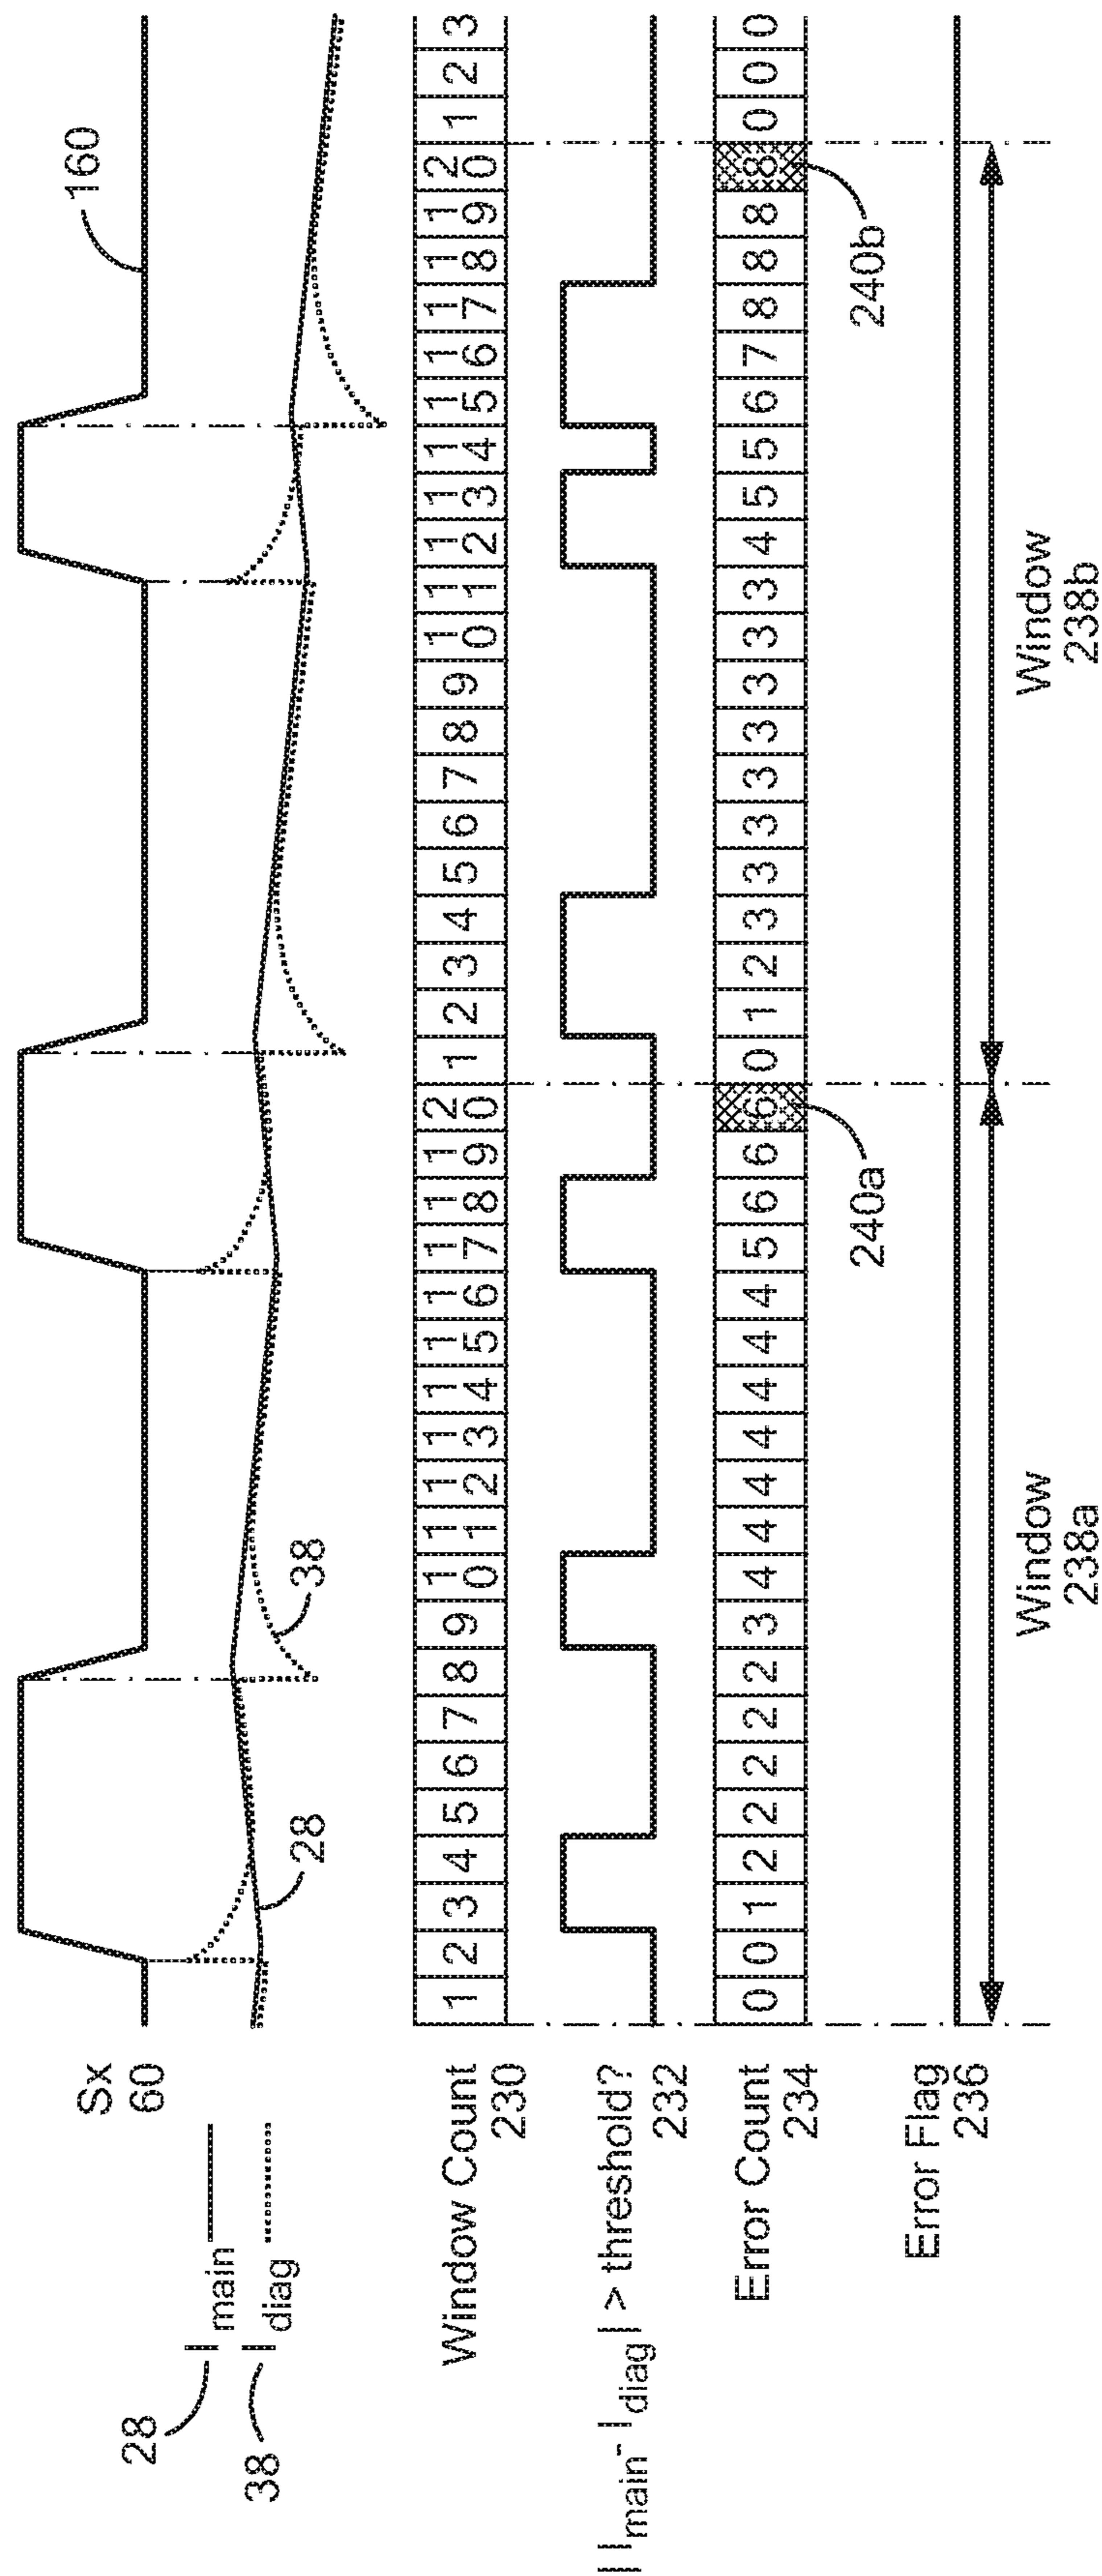 160
Sx
60
28 I main
38 I diag
28
38
Window Count
230
1 2 3 4 5 6 7 8 9 10 11 12 13 14 15 16 17 18 19 20 1 2 3 4 5 6 7 8 9 10 11 12 13 14 15 16 17 18 19 20 1 2 3
|I main - I diag| > threshold?
232
Error Count
234
0 0 1 2 2 2 2 2 3 4 4 4 4 4 4 4 5 6 6 6 0 1 2 3 3 3 3 3 3 3 3 4 5 5 6 7 8 8 8 8 0 0 0
240a
240b
Error Flag
236
Window
238a
Window
238b